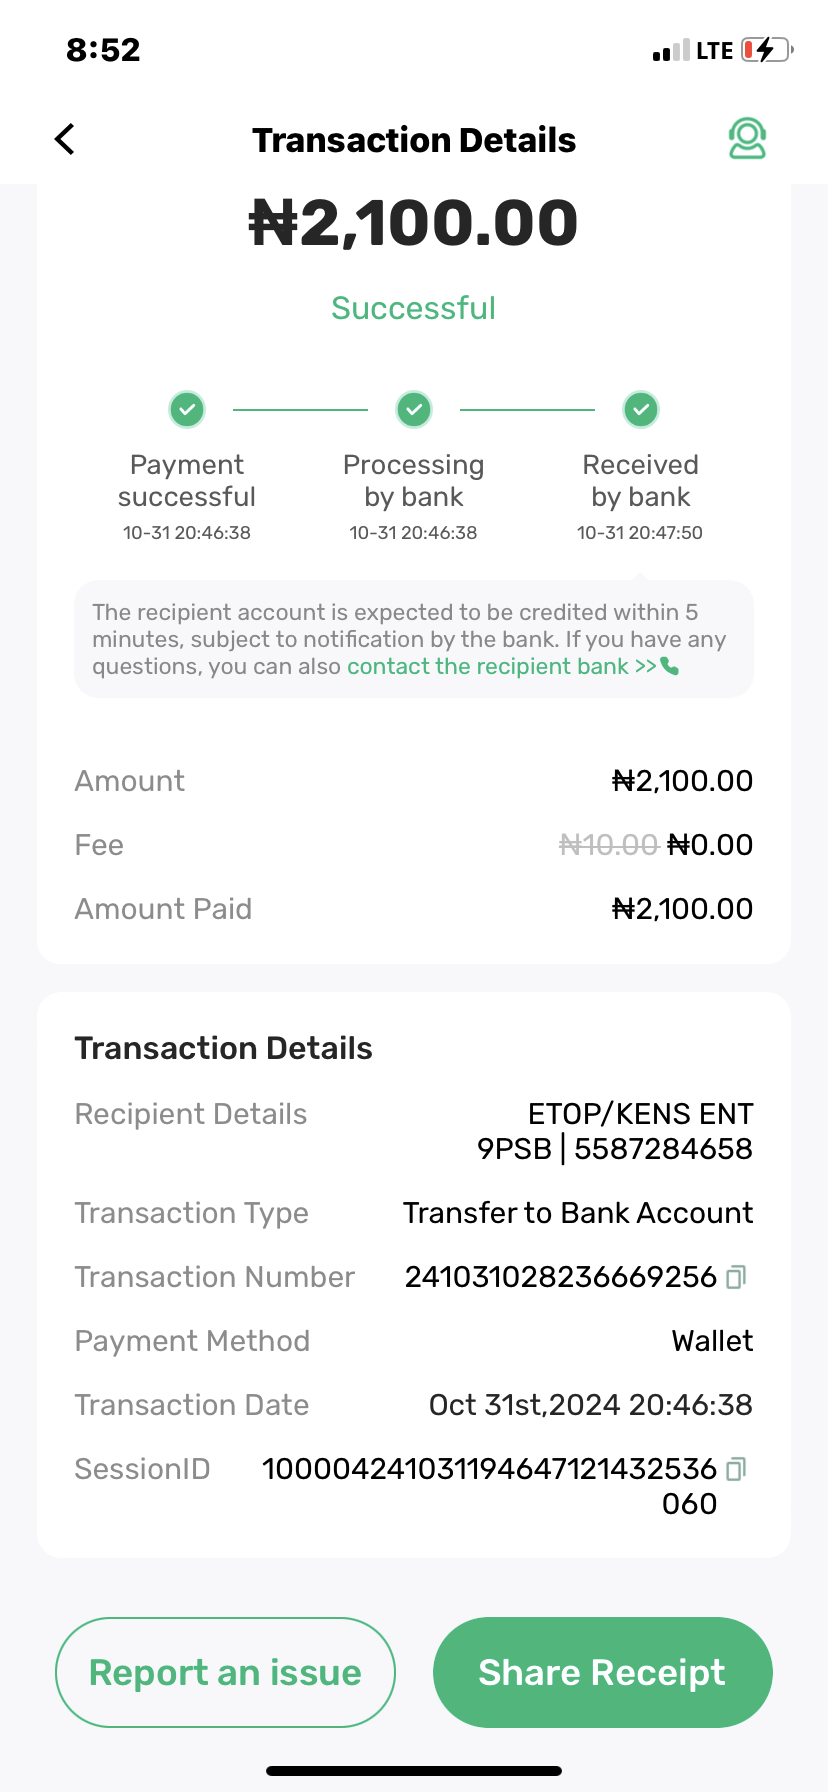 8:52
LTE
Transaction Details
₦2,100.00
Successful
Payment successful
10-31 20:46:38
Processing by bank
10-31 20:46:38
Received by bank
10-31 20:47:50
The recipient account is expected to be credited within 5
minutes, subject to notification by the bank. If you have any
questions, you can also contact the recipient bank >>
Amount ₦2,100.00
Fee ₦10.00 ₦0.00
Amount Paid ₦2,100.00
Transaction Details
Recipient Details ETOP/KENS ENT
9PSB | 5587284658
Transaction Type Transfer to Bank Account
Transaction Number 241031028236669256
Payment Method Wallet
Transaction Date Oct 31st,2024 20:46:38
SessionID 100004241031194647121432536
060
Report an issue
Share Receipt